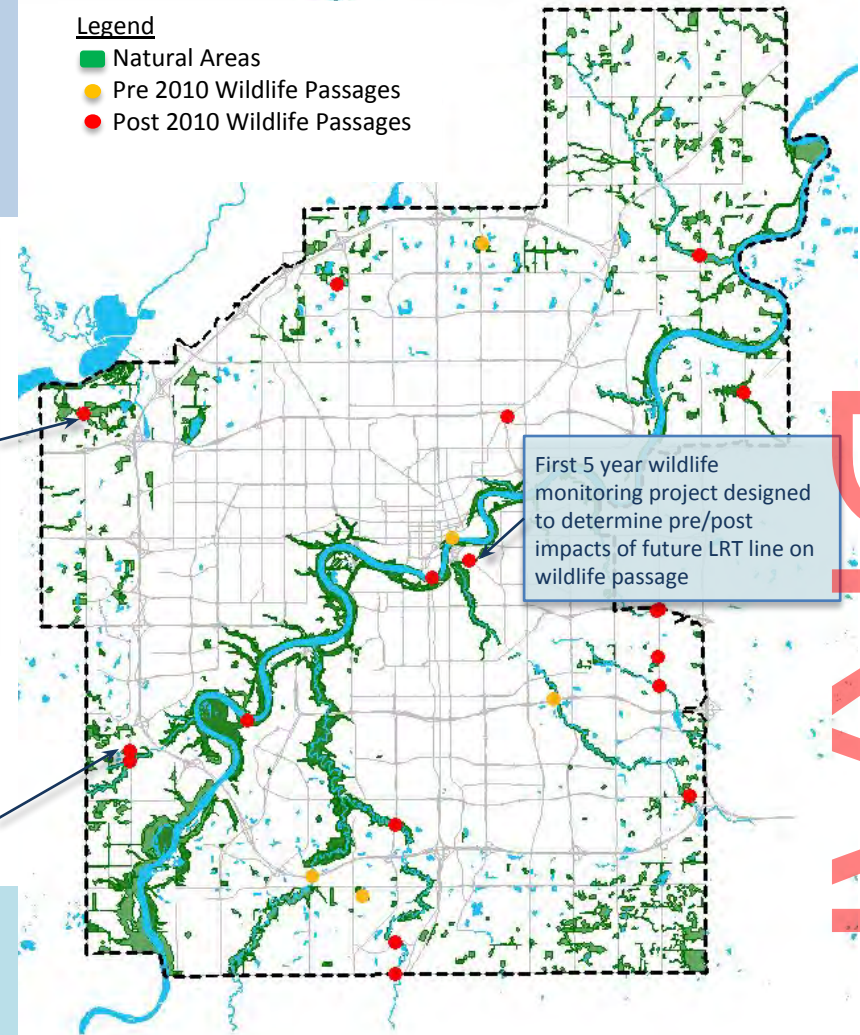 Legend
Natural Areas
Pre 2010 Wildlife Passages
Post 2010 Wildlife Passages
First 5 year wildlife
monitoring project designed
to determine pre/post
impacts of future LRT line on
wildlife passage